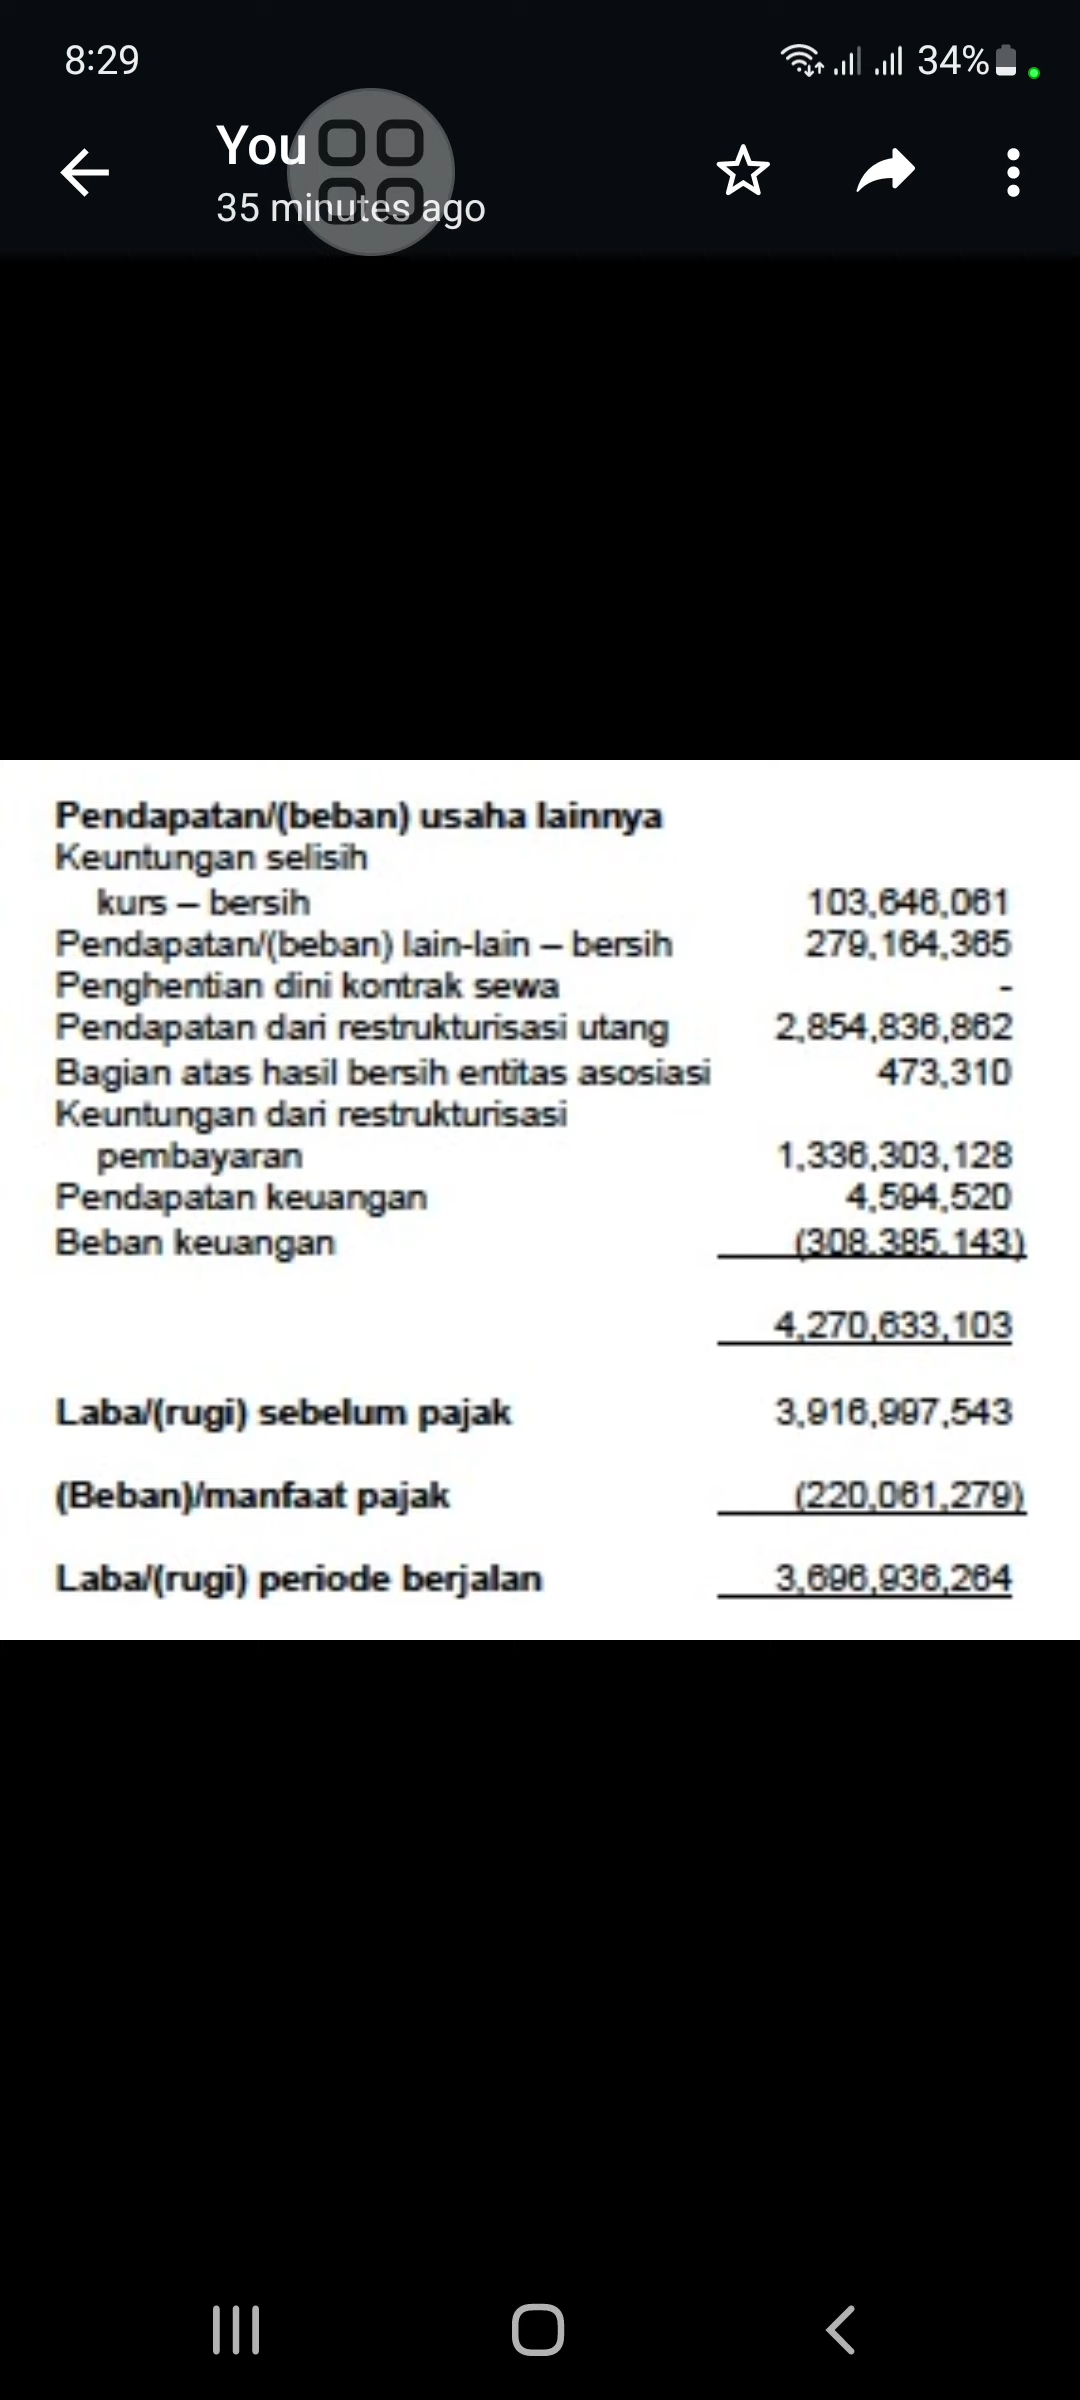 8:29
34%
You
35 minutes ago
Pendapatan/(beban) usaha lainnya
Keuntungan selisih
kurs – bersih 103,646,061
Pendapatan/(beban) lain-lain – bersih 279,164,365
Penghentian dini kontrak sewa -
Pendapatan dari restrukturisasi utang 2,854,836,862
Bagian atas hasil bersih entitas asosiasi 473,310
Keuntungan dari restrukturisasi
pembayaran 1,336,303,128
Pendapatan keuangan 4,594,520
Beban keuangan (308,385,143)
4,270,633,103
Laba/(rugi) sebelum pajak 3,916,997,543
(Beban)/manfaat pajak (220,061,279)
Laba/(rugi) periode berjalan 3,696,936,264